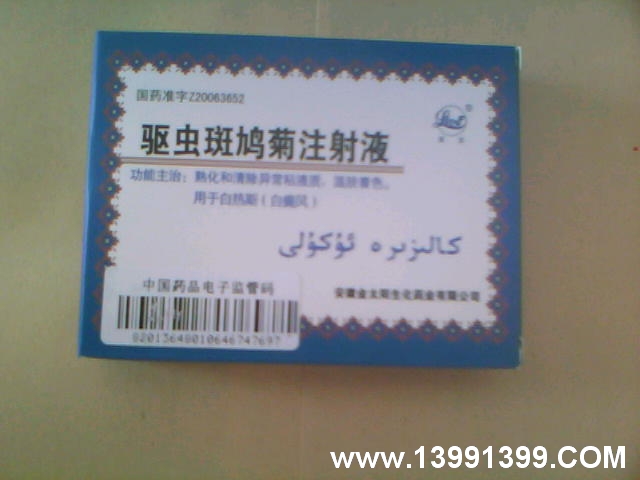 国药准字Z20063652
驱虫斑鸠菊注射液
功能主治：熟化和清除异常粘液质，温肤着色。
用于白热斯（白癜风）
كالىزىرە ئۇكۇلى
中国药品电子监管码
安徽金太阳生化药业有限公司
82013648010646747697
www.13991399.COM